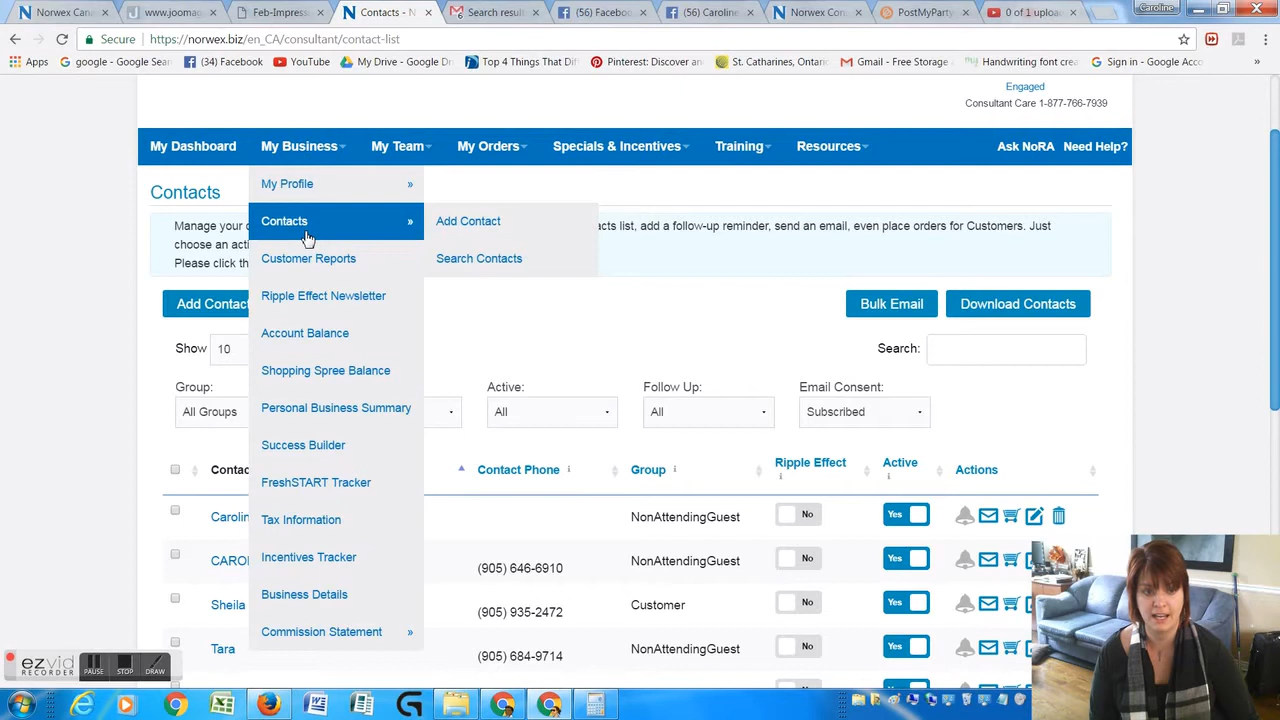 Norwex Cana
www.joomag
Feb-Impress
Contacts - N
Search result
(56) Facebo
(56) Caroline
Norwex Con
PostMyParty
0 of 1 uploa
Caroline
Secure https://norwex.biz/en_CA/consultant/contact-list
Apps google - Google Sear (34) Facebook YouTube My Drive - Google Dr Top 4 Things That Dif Pinterest: Discover an St. Catharines, Ontari Gmail - Free Storage Handwriting font crea Sign in - Google Acco »
Engaged
Consultant Care 1-877-766-7939
My Dashboard My Business My Team My Orders Specials & Incentives Training Resources Ask NoRA Need Help?
My Profile »
Contacts
Contacts » Add Contact
Manage your acts list, add a follow-up reminder, send an email, even place orders for Customers. Just
choose an acti
Please click th
Customer Reports Search Contacts
Ripple Effect Newsletter
Add Contac Bulk Email Download Contacts
Account Balance
Show 10 Search:
Shopping Spree Balance
Group: Active: Follow Up: Email Consent:
All Groups All All Subscribed
Personal Business Summary
Success Builder
Contac Contact Phone i Group i Ripple Effect i Active i Actions
FreshSTART Tracker
Carolin NonAttendingGuest No Yes
Tax Information
Incentives Tracker
CARO (905) 646-6910 NonAttendingGuest No Yes
Business Details
Sheila (905) 935-2472 Customer No Yes
Commission Statement »
Tara (905) 684-9714 NonAttendingGuest No Yes
ezvid
RECORDER
PAUSE STOP DRAW